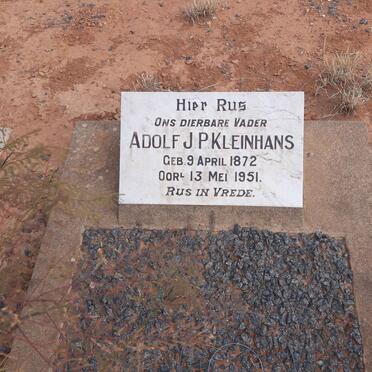 Hier Rus
Ons dierbare Vader
Adolf J.P. Kleinhans
Geb. 9 April 1872
Oorl. 13 Mei 1951.
Rus in Vrede.